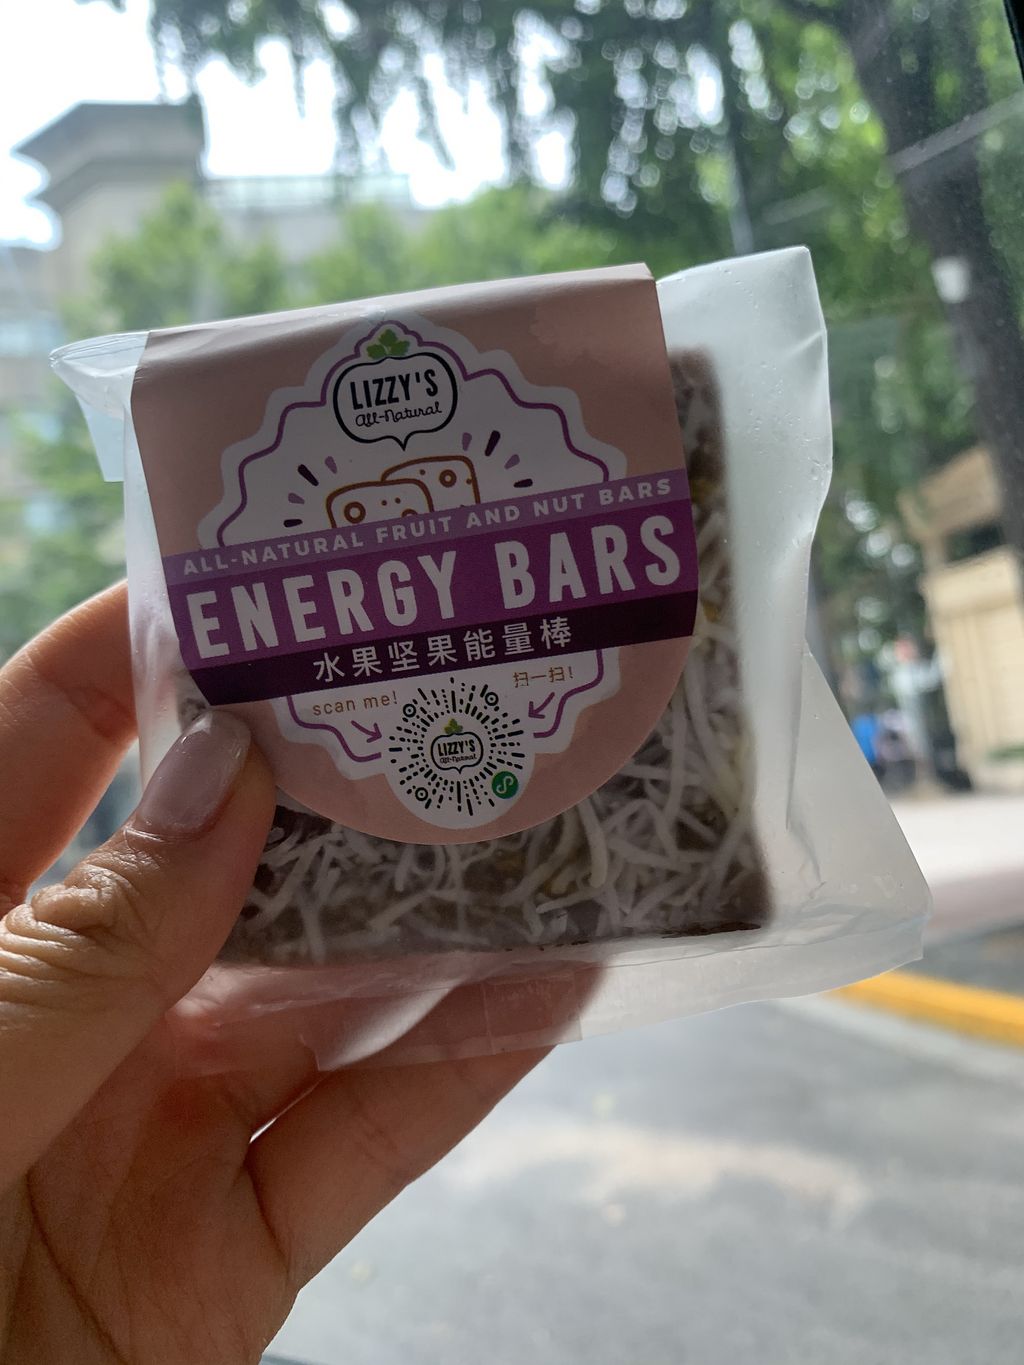 LIZZY'S
All-Natural
ALL-NATURAL FRUIT AND NUT BARS
ENERGY BARS
水果坚果能量棒
scan me!
扫一扫!
LIZZY'S
All-Natural